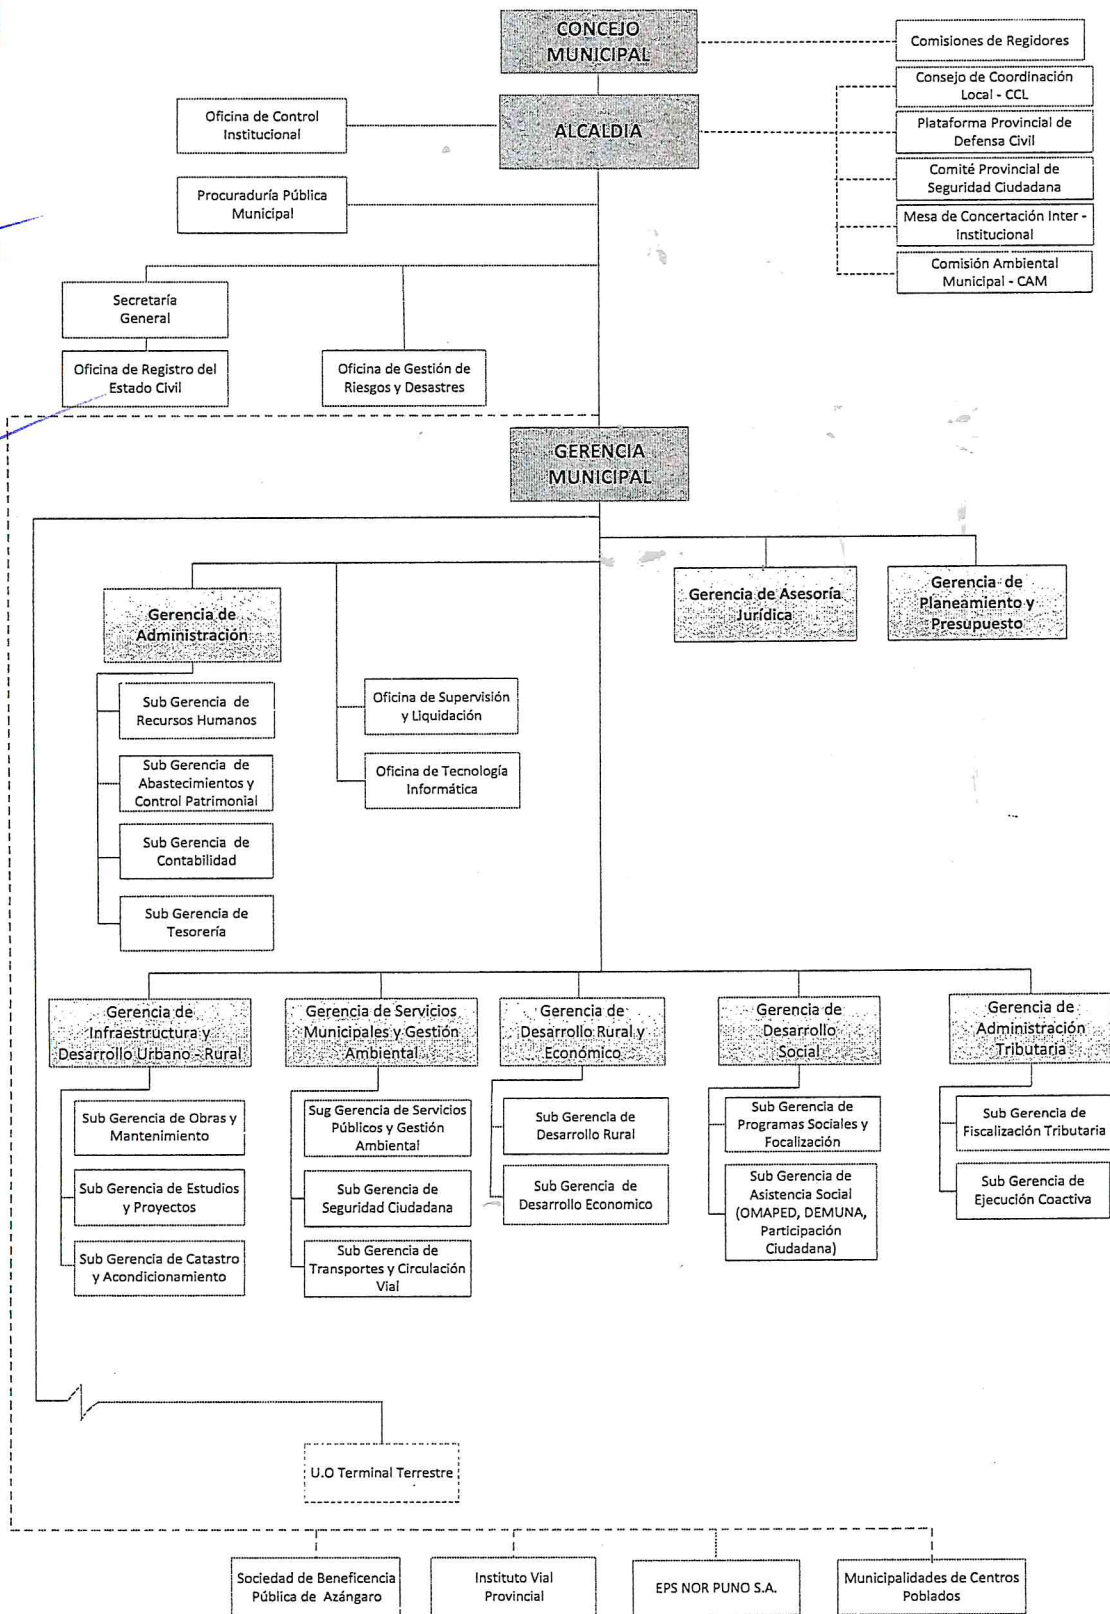 CONCEJO
MUNICIPAL
Comisiones de Regidores
Consejo de Coordinación
Local - CCL
Oficina de Control
Institucional
ALCALDIA
Plataforma Provincial de
Defensa Civil
Comité Provincial de
Seguridad Ciudadana
Procuraduría Pública
Municipal
Mesa de Concertación Inter -
institucional
Comisión Ambiental
Municipal - CAM
Secretaría
General
Oficina de Registro del
Estado Civil
Oficina de Gestión de
Riesgos y Desastres
GERENCIA
MUNICIPAL
Gerencia de
Administración
Gerencia de Asesoría
Jurídica
Gerencia de
Planeamiento y
Presupuesto
Sub Gerencia de
Recursos Humanos
Oficina de Supervisión
y Liquidación
Sub Gerencia de
Abastecimientos y
Control Patrimonial
Oficina de Tecnología
Informática
Sub Gerencia de
Contabilidad
Sub Gerencia de
Tesorería
Gerencia de
Infraestructura y
Desarrollo Urbano - Rural
Gerencia de Servicios
Municipales y Gestión
Ambiental
Gerencia de
Desarrollo Rural y
Económico
Gerencia de
Desarrollo
Social
Gerencia de
Administración
Tributaria
Sub Gerencia de Obras y
Mantenimiento
Sug Gerencia de Servicios
Públicos y Gestión
Ambiental
Sub Gerencia de
Desarrollo Rural
Sub Gerencia de
Programas Sociales y
Focalización
Sub Gerencia de
Fiscalización Tributaria
Sub Gerencia de Estudios
y Proyectos
Sub Gerencia de
Seguridad Ciudadana
Sub Gerencia de
Desarrollo Economico
Sub Gerencia de
Asistencia Social
(OMAPED, DEMUNA,
Participación
Ciudadana)
Sub Gerencia de
Ejecución Coactiva
Sub Gerencia de Catastro
y Acondicionamiento
Sub Gerencia de
Transportes y Circulación
Vial
U.O Terminal Terrestre
Sociedad de Beneficencia
Pública de Azángaro
Instituto Vial
Provincial
EPS NOR PUNO S.A.
Municipalidades de Centros
Poblados